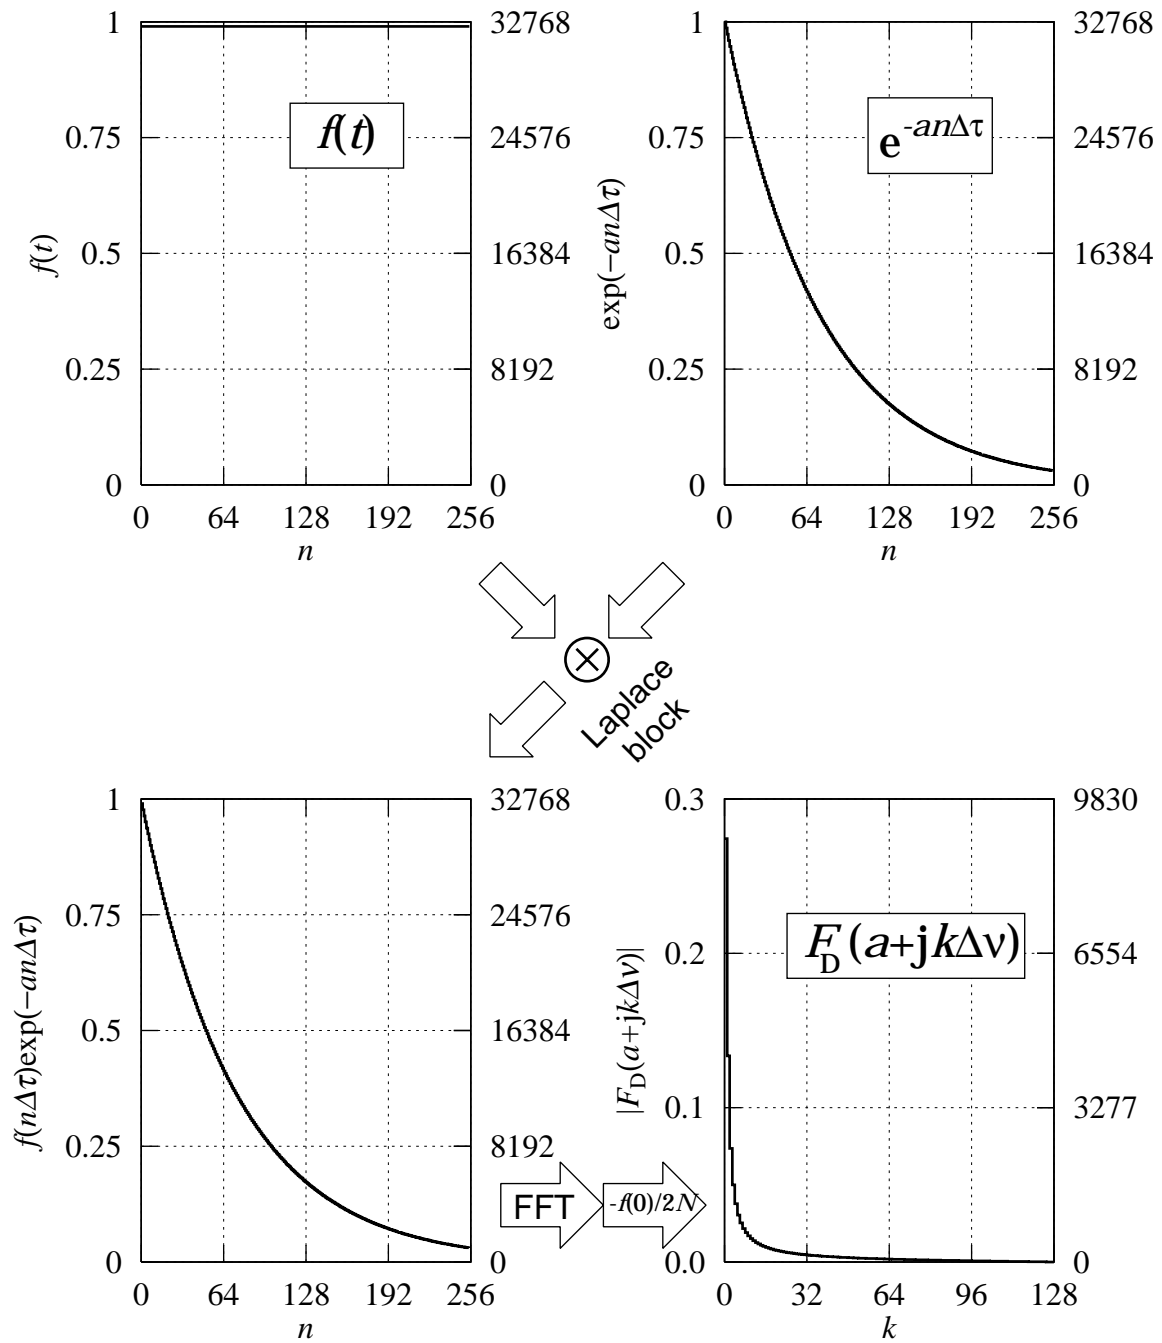 1
0.75
0.5
0.25
0
f(t)
f(t)
32768
24576
16384
8192
0
0 64 128 192 256
n
1
0.75
0.5
0.25
0
exp(−anΔτ)
e^-anΔτ
32768
24576
16384
8192
0
0 64 128 192 256
n
Laplace
block
1
0.75
0.5
0.25
0
f(nΔτ)exp(−anΔτ)
32768
24576
16384
8192
0
0 64 128 192 256
n
FFT
-f(0)/2N
0.3
0.2
0.1
0.0
|F_D(a+jkΔν)|
F_D(a+jkΔν)
9830
6554
3277
0
0 32 64 96 128
k